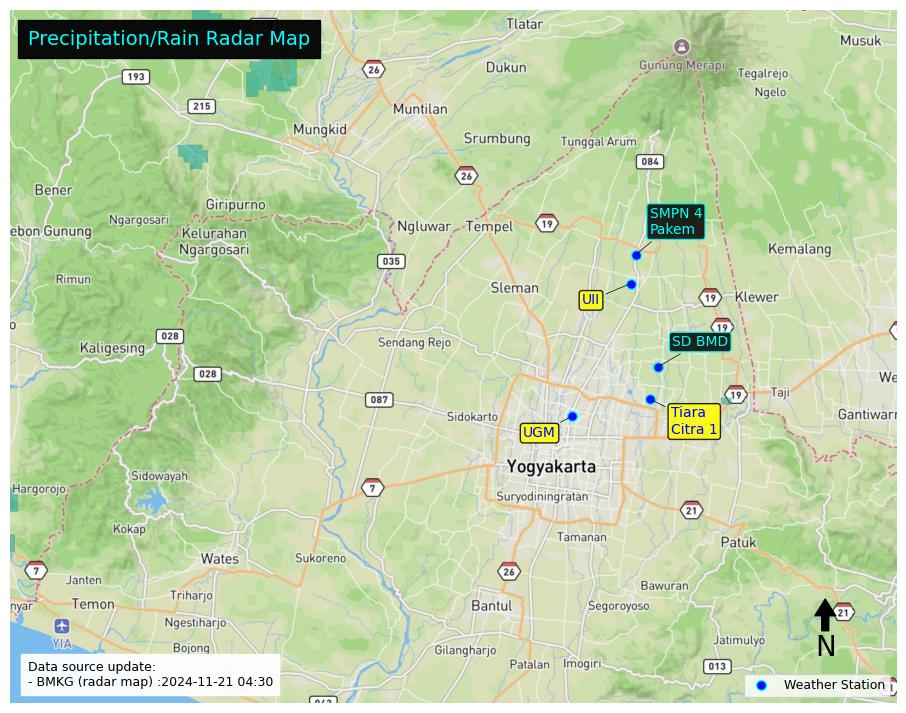 Precipitation/Rain Radar Map
Tlatar
Musuk
Gunung Merapi
26
Dukun
Tegalrejo
193
Ngelo
215
Muntilan
Mungkid
Srumbung
Tunggal Arum
084
26
Bener
Giripurno
SMPN 4
Pakem
Ngargosari
Ngluwar
Tempel
19
ebon Gunung
Kelurahan
Ngargosari
Kemalang
035
Rimun
Sleman
UII
19
Klewer
19
028
Sendang Rejo
SD BMD
Kaligesing
028
We
087
19
Taji
Sidokarto
Tiara
Citra 1
Gantiwarn
UGM
Yogyakarta
Sidowayah
Hargorojo
7
Suryodiningratan
21
Kokap
Tamanan
Patuk
Wates
Sukoreno
7
26
Janten
Bawuran
Triharjo
nyar
Temon
Bantul
Segoroyoso
21
Ngestiharjo
YIA
Jatimulyo
N
Bojong
Gilangharjo
Patalan
Imogiri
013
Data source update:
- BMKG (radar map) :2024-11-21 04:30
Weather Station